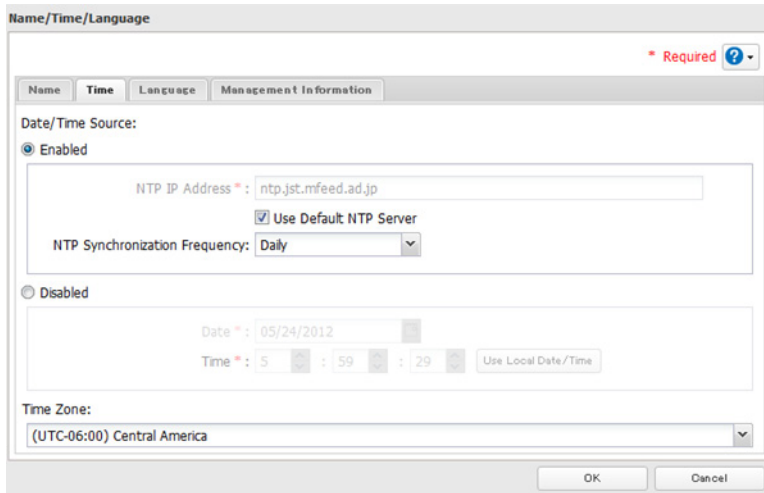 Name/Time/Language
* Required ?
Name Time Language Management Information
Date/Time Source:
Enabled
NTP IP Address * : ntp.jst.mfeed.ad.jp
Use Default NTP Server
NTP Synchronization Frequency: Daily
Disabled
Date * : 05/24/2012
Time * : 5 : 59 : 29 Use Local Date/Time
Time Zone:
(UTC-06:00) Central America
OK Cancel